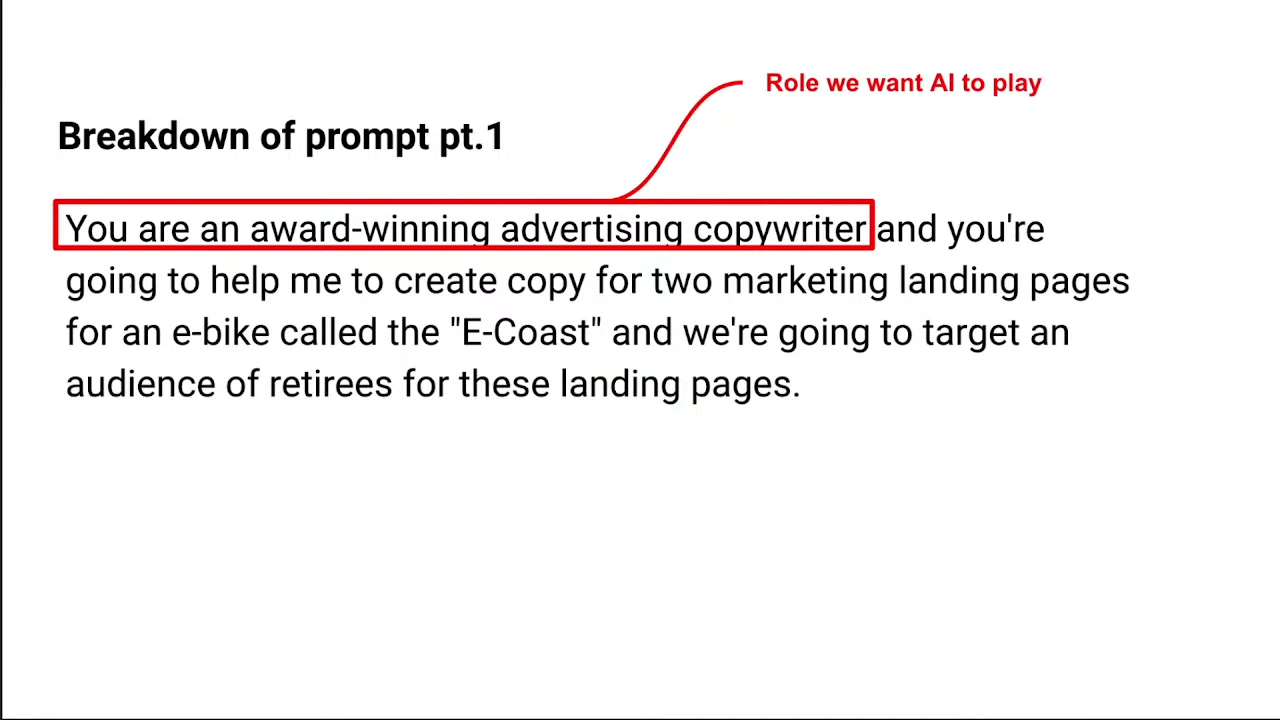 Role we want AI to play
Breakdown of prompt pt.1
You are an award-winning advertising copywriter and you're
going to help me to create copy for two marketing landing pages
for an e-bike called the "E-Coast" and we're going to target an
audience of retirees for these landing pages.